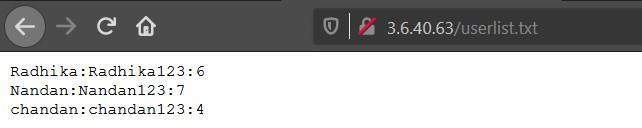 3.6.40.63/userlist.txt
Radhika:Radhika123:6
Nandan:Nandan123:7
chandan:chandan123:4